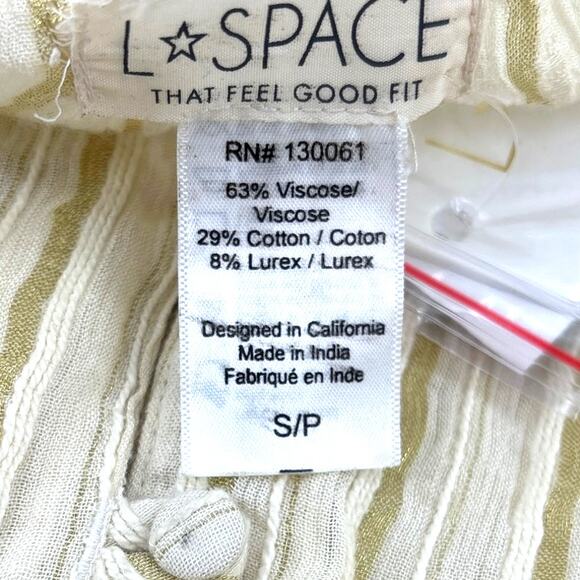 L☆SPACE
THAT FEEL GOOD FIT
RN# 130061
63% Viscose/
Viscose
29% Cotton / Coton
8% Lurex / Lurex
Designed in California
Made in India
Fabriqué en Inde
S/P